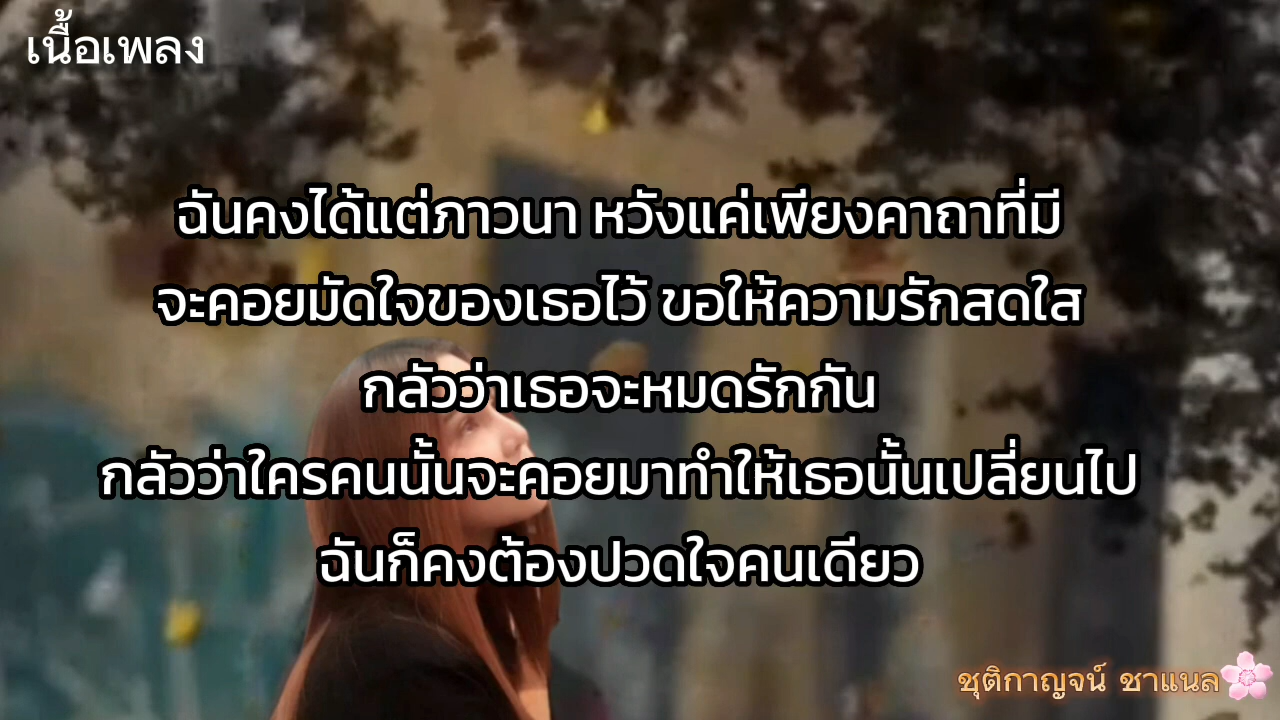 เนื้อเพลง
ฉันคงได้แต่ภาวนา หวังแค่เพียงคาถาที่มี
จะคอยมัดใจของเธอไว้ ขอให้ความรักสดใส
กลัวว่าเธอจะหมดรักกัน
กลัวว่าใครคนนั้นจะคอยมาทำให้เธอนั้นเปลี่ยนไป
ฉันก็คงต้องปวดใจคนเดียว
ชุติกาญจน์ ชาแนล